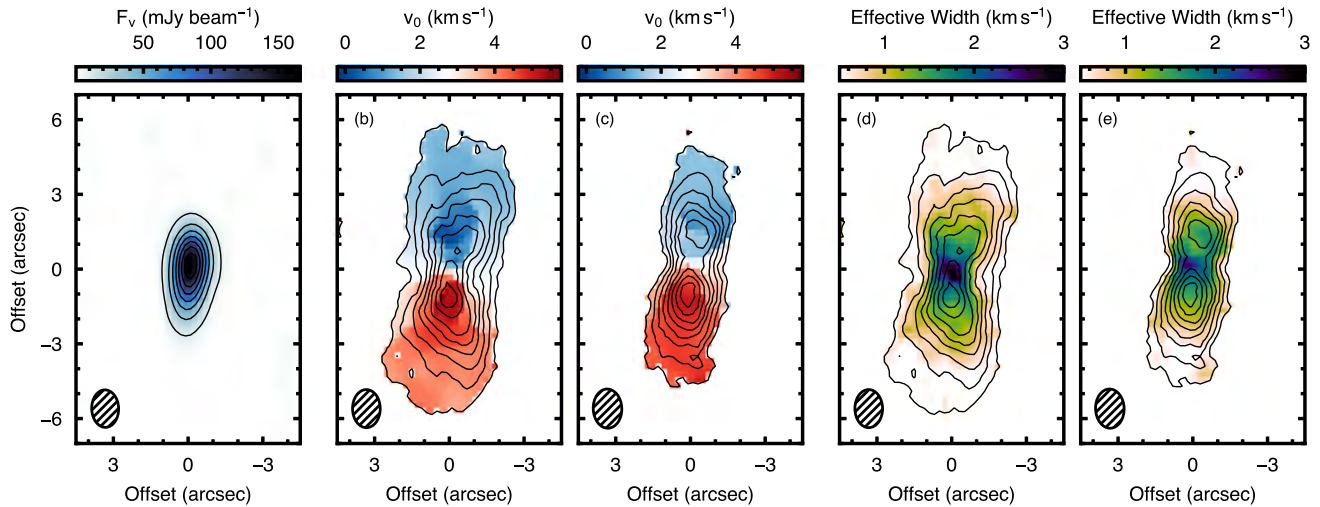 F_ν (mJy beam⁻¹) v₀ (km s⁻¹) v₀ (km s⁻¹) Effective Width (km s⁻¹) Effective Width (km s⁻¹)
50 100 150 0 2 4 0 2 4 1 2 3 1 2 3
(b) (c) (d) (e)
6
3
0
−3
−6
Offset (arcsec)
3 0 −3 3 0 −3 3 0 −3 3 0 −3 3 0 −3
Offset (arcsec) Offset (arcsec) Offset (arcsec) Offset (arcsec) Offset (arcsec)